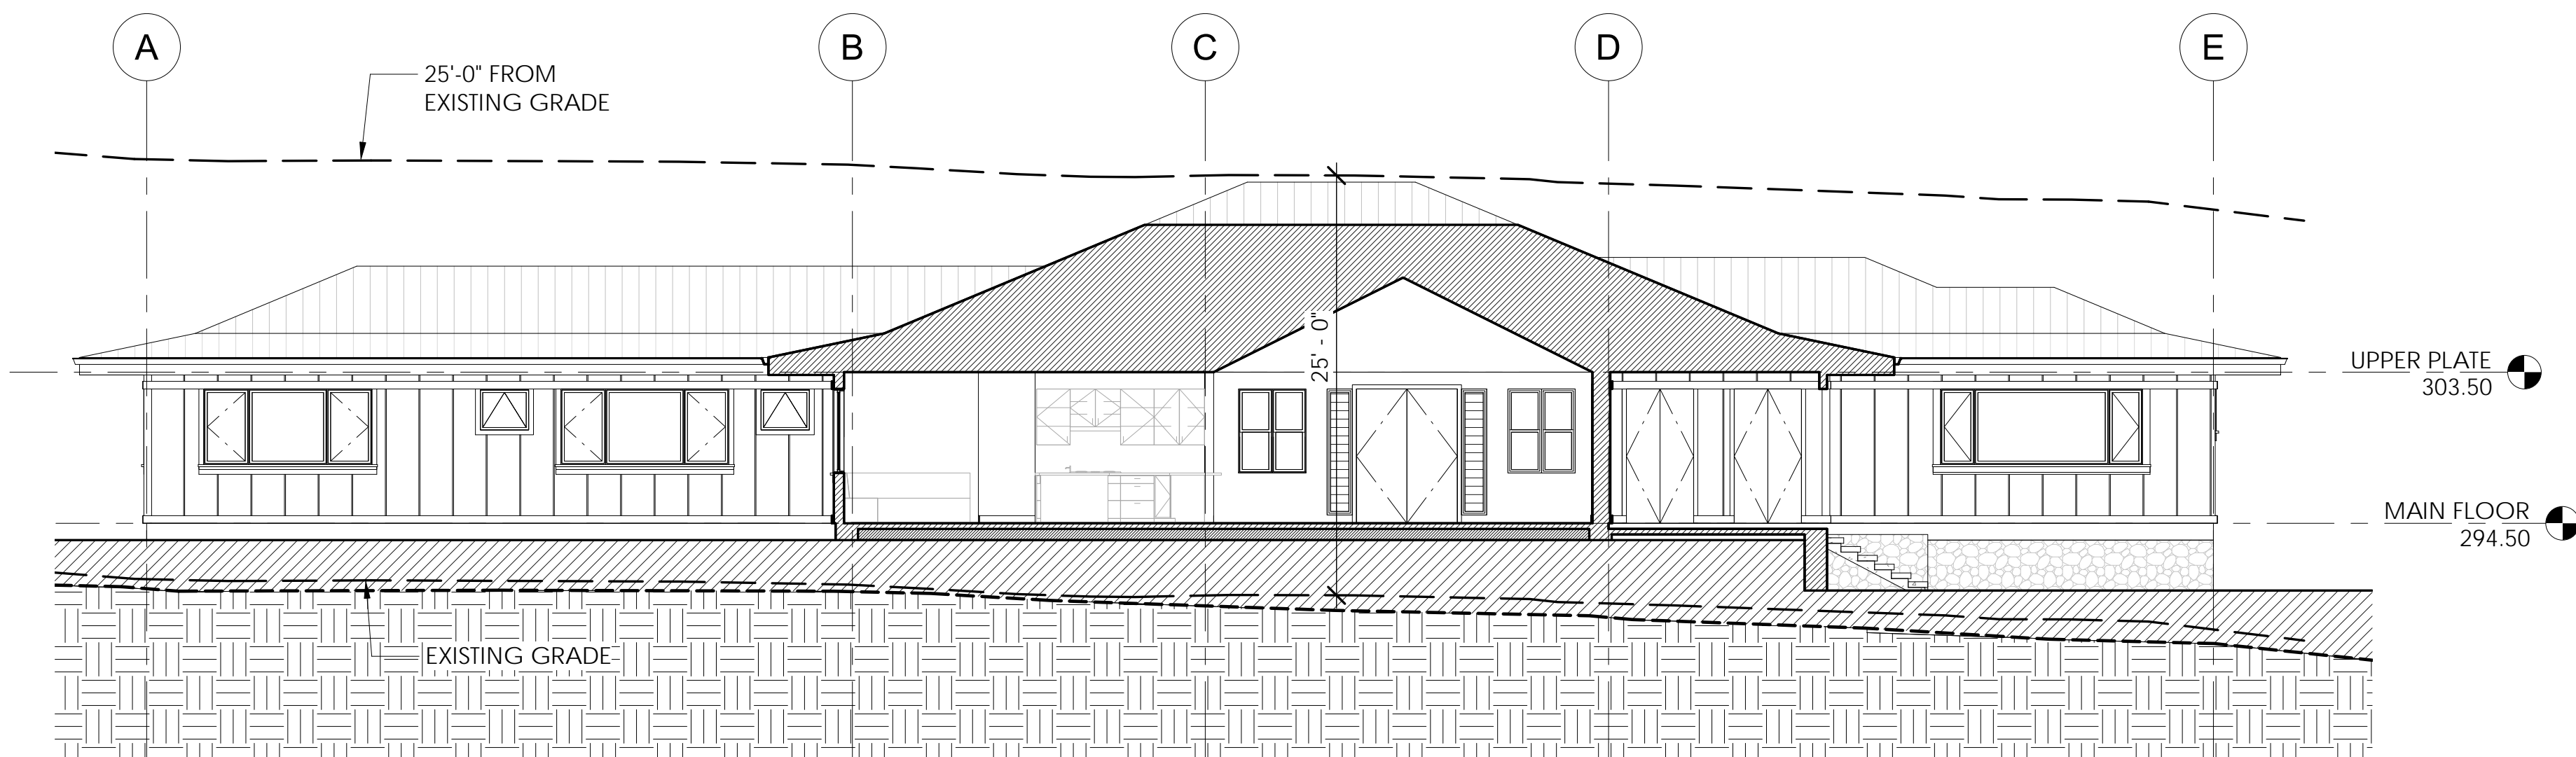 A
B
C
D
E
25'-0" FROM
EXISTING GRADE
25' - 0"
UPPER PLATE
303.50
MAIN FLOOR
294.50
EXISTING GRADE